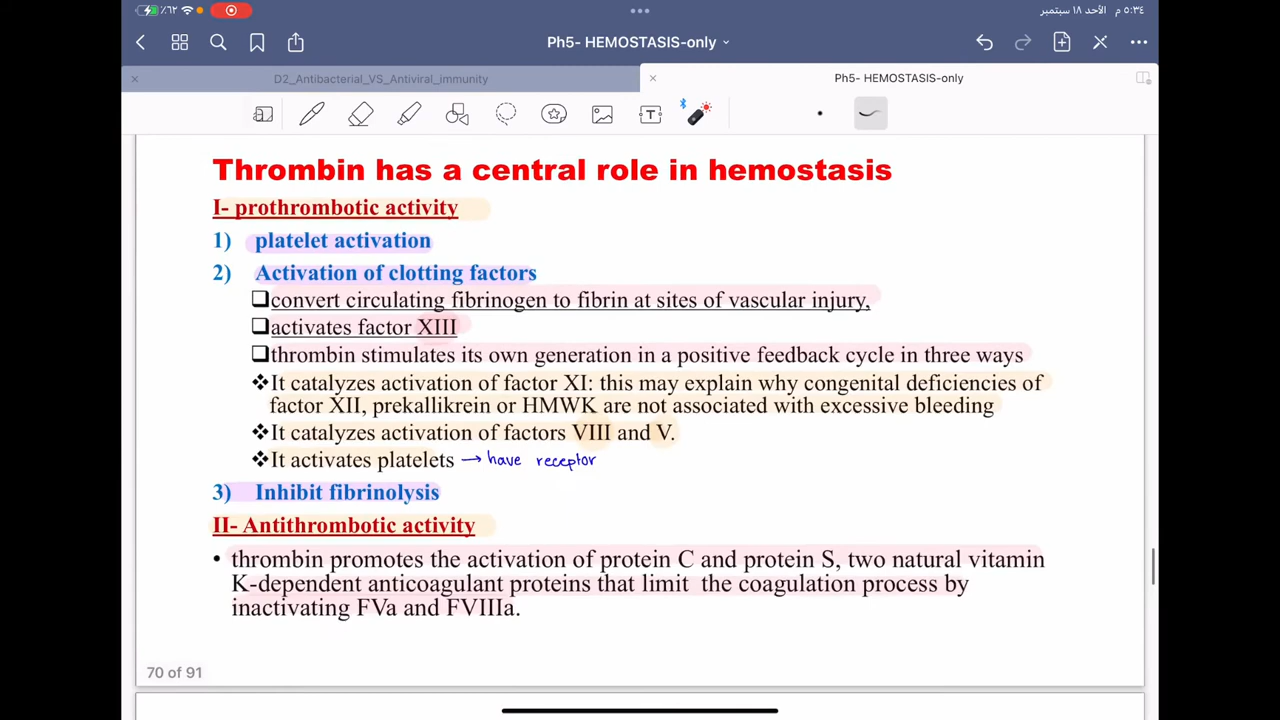 ٪٦٢
٥:٣٤ م الأحد ١٨ سبتمبر
Ph5- HEMOSTASIS-only
D2_Antibacterial_VS_Antiviral_immunity
Ph5- HEMOSTASIS-only
Thrombin has a central role in hemostasis
I- prothrombotic activity
1) platelet activation
2) Activation of clotting factors
❑convert circulating fibrinogen to fibrin at sites of vascular injury,
❑activates factor XIII
❑thrombin stimulates its own generation in a positive feedback cycle in three ways
❖It catalyzes activation of factor XI: this may explain why congenital deficiencies of
factor XII, prekallikrein or HMWK are not associated with excessive bleeding
❖It catalyzes activation of factors VIII and V.
❖It activates platelets → have receptor
3) Inhibit fibrinolysis
II- Antithrombotic activity
• thrombin promotes the activation of protein C and protein S, two natural vitamin
K-dependent anticoagulant proteins that limit the coagulation process by
inactivating FVa and FVIIIa.
70 of 91